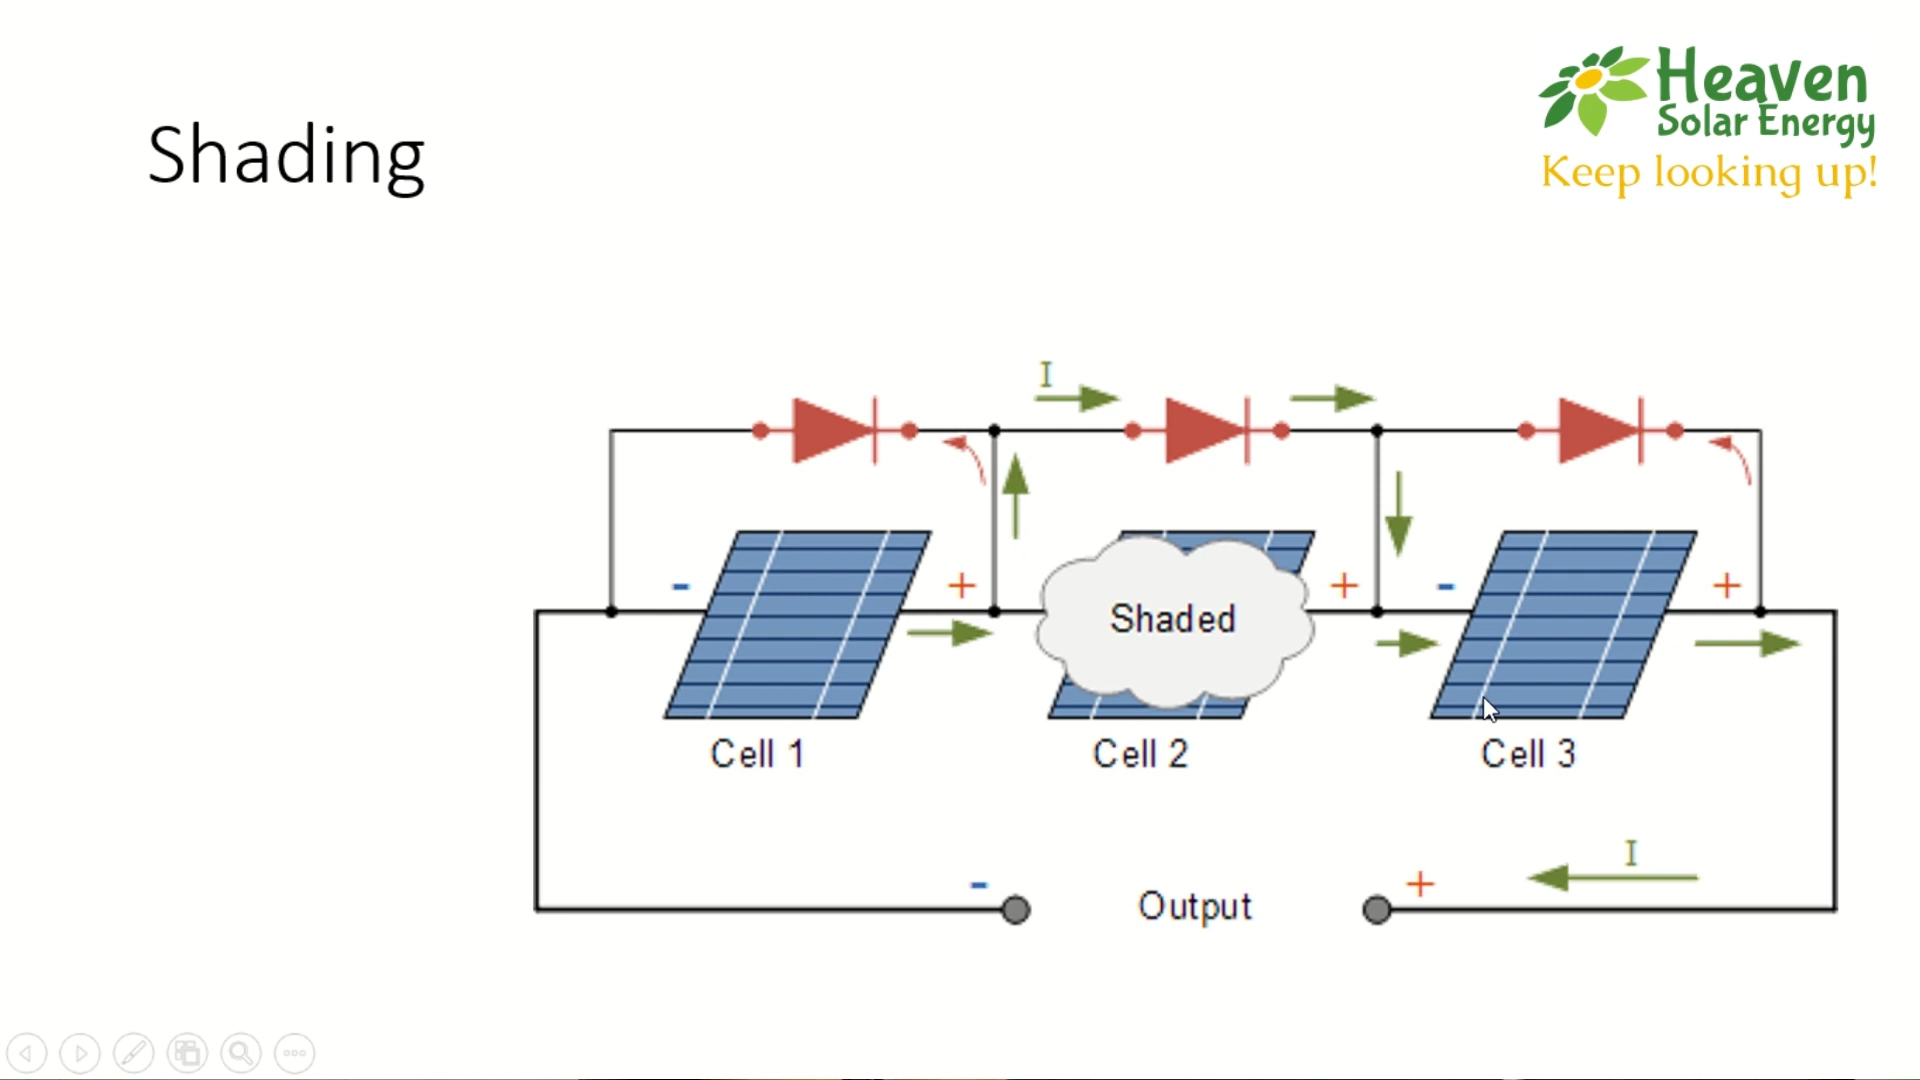 Heaven
Solar Energy
Keep looking up!
Shading
I
- + + - +
Shaded
Cell 1 Cell 2 Cell 3
I
- Output +